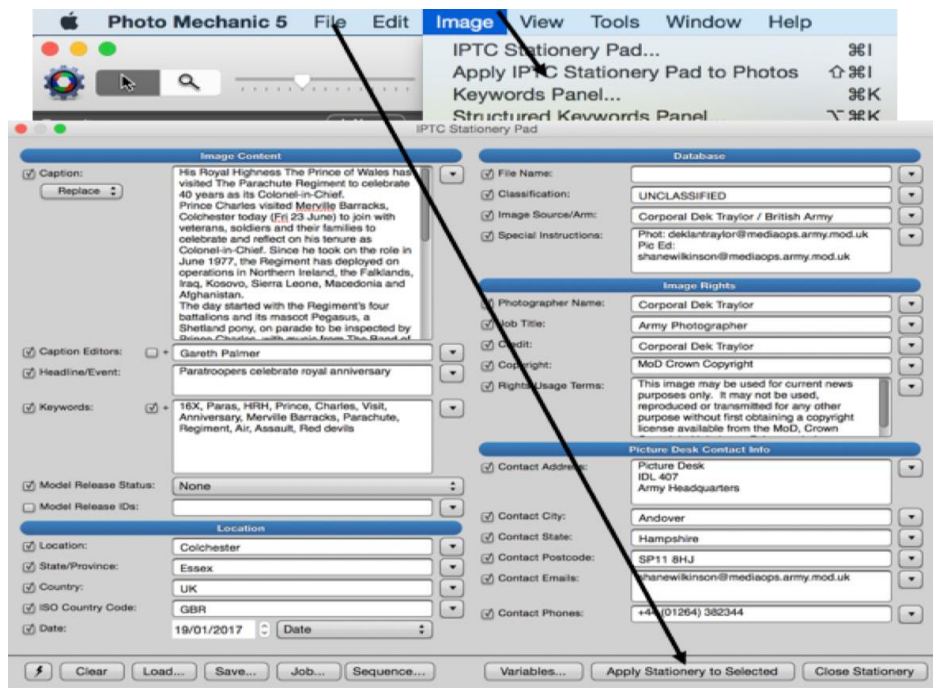 Photo Mechanic 5 File Edit Image View Tools Window Help
IPTC Stationery Pad... ⌘I
Apply IPTC Stationery Pad to Photos ⇧⌘I
Keywords Panel... ⌘K
Structured Keywords Panel... ⌥⌘K
IPTC Stationery Pad
Image Content
Caption:
Replace
His Royal Highness The Prince of Wales has
visited The Parachute Regiment to celebrate
40 years as its Colonel-in-Chief.
Prince Charles visited Merville Barracks,
Colchester today (Fri 23 June) to join with
veterans, soldiers and their families to
celebrate and reflect on his tenure as
Colonel-in-Chief. Since he took on the role in
June 1977, the Regiment has deployed on
operations in Northern Ireland, the Falklands,
Iraq, Kosovo, Sierra Leone, Macedonia and
Afghanistan.
The day started with the Regiment's four
battalions and its mascot Pegasus, a
Shetland pony, on parade to be inspected by
Prince Charles, with music from The Band of
Caption Editors: + Gareth Palmer
Headline/Event: Paratroopers celebrate royal anniversary
Keywords: + 16X, Paras, HRH, Prince, Charles, Visit,
Anniversary, Merville Barracks, Parachute,
Regiment, Air, Assault, Red devils
Model Release Status: None
Model Release IDs:
Location
Location: Colchester
State/Province: Essex
Country: UK
ISO Country Code: GBR
Date: 19/01/2017 Date
Database
File Name:
Classification: UNCLASSIFIED
Image Source/Arm: Corporal Dek Traylor / British Army
Special Instructions: Phot: deklantraylor@mediaops.army.mod.uk
Pic Ed:
shanewilkinson@mediaops.army.mod.uk
Image Rights
Photographer Name: Corporal Dek Traylor
Job Title: Army Photographer
Credit: Corporal Dek Traylor
Copyright: MoD Crown Copyright
Rights Usage Terms: This image may be used for current news
purposes only. It may not be used,
reproduced or transmitted for any other
purpose without first obtaining a copyright
license available from the MoD, Crown
Picture Desk Contact Info
Contact Address: Picture Desk
IDL 407
Army Headquarters
Contact City: Andover
Contact State: Hampshire
Contact Postcode: SP11 8HJ
Contact Emails: shanewilkinson@mediaops.army.mod.uk
Contact Phones: +44 (01264) 382344
Clear Load... Save... Job... Sequence... Variables... Apply Stationery to Selected Close Stationery